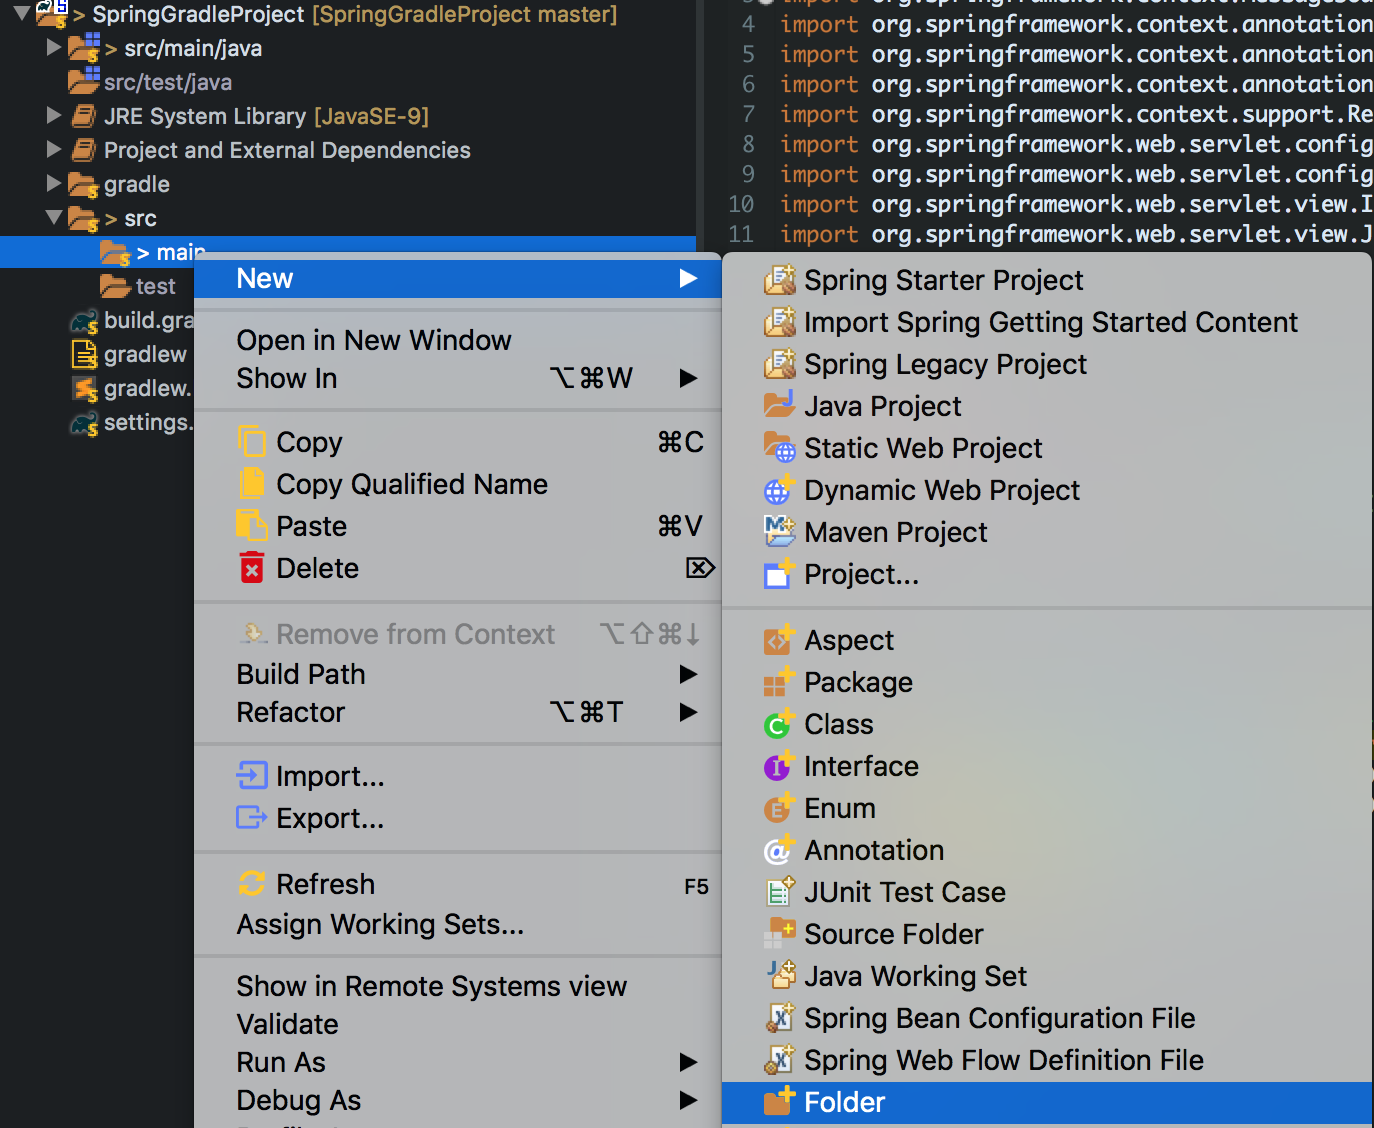 > SpringGradleProject [SpringGradleProject master]
> src/main/java
src/test/java
JRE System Library [JavaSE-9]
Project and External Dependencies
gradle
> src
> main
test
build.gra
gradlew
gradlew.
settings.
4 import org.springframework.context.annotation
5 import org.springframework.context.annotation
6 import org.springframework.context.annotation
7 import org.springframework.context.support.Re
8 import org.springframework.web.servlet.config
9 import org.springframework.web.servlet.config
10 import org.springframework.web.servlet.view.I
11 import org.springframework.web.servlet.view.J
New
Open in New Window
Show In ⌥⌘W
Copy ⌘C
Copy Qualified Name
Paste ⌘V
Delete ⌦
Remove from Context ⌥⇧⌘↓
Build Path
Refactor ⌥⌘T
Import...
Export...
Refresh F5
Assign Working Sets...
Show in Remote Systems view
Validate
Run As
Debug As
Spring Starter Project
Import Spring Getting Started Content
Spring Legacy Project
Java Project
Static Web Project
Dynamic Web Project
Maven Project
Project...
Aspect
Package
Class
Interface
Enum
Annotation
JUnit Test Case
Source Folder
Java Working Set
Spring Bean Configuration File
Spring Web Flow Definition File
Folder